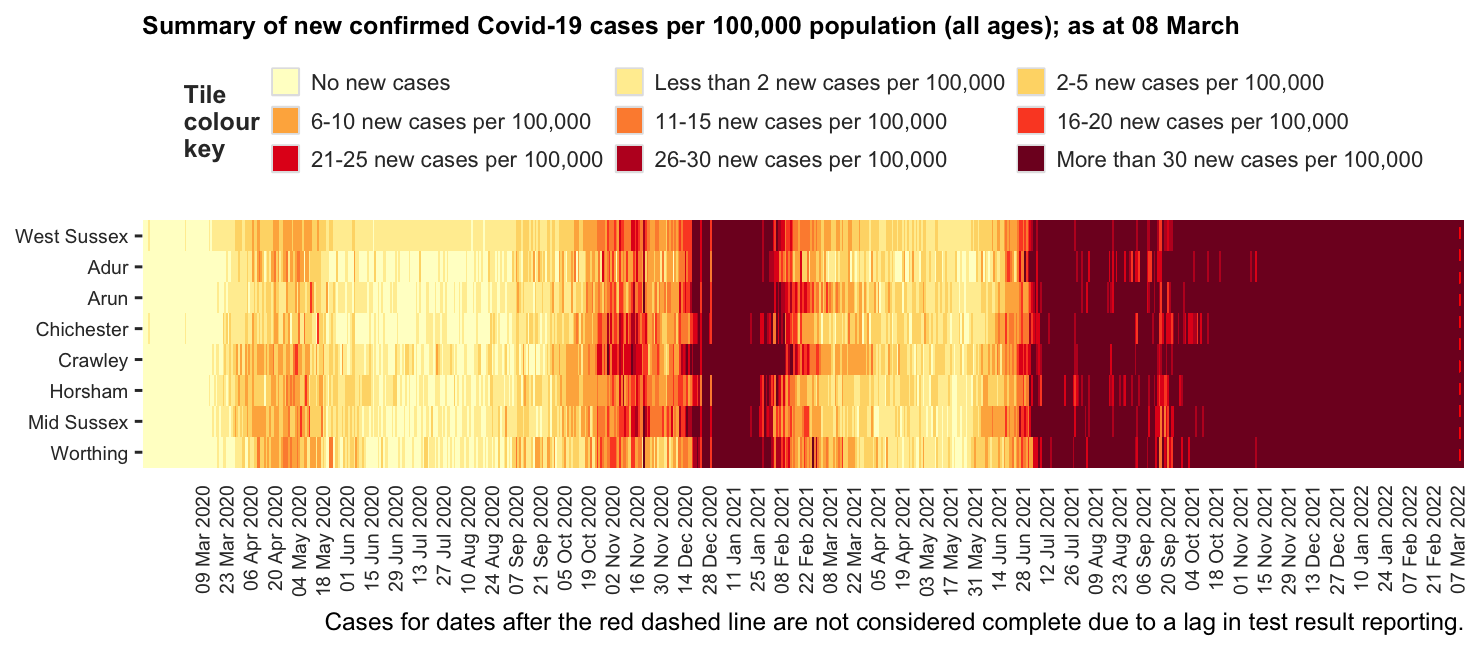 Summary of new confirmed Covid-19 cases per 100,000 population (all ages); as at 08 March
Tile
colour
key
No new cases
Less than 2 new cases per 100,000
2-5 new cases per 100,000
6-10 new cases per 100,000
11-15 new cases per 100,000
16-20 new cases per 100,000
21-25 new cases per 100,000
26-30 new cases per 100,000
More than 30 new cases per 100,000
West Sussex
Adur
Arun
Chichester
Crawley
Horsham
Mid Sussex
Worthing
09 Mar 2020
23 Mar 2020
06 Apr 2020
20 Apr 2020
04 May 2020
18 May 2020
01 Jun 2020
15 Jun 2020
29 Jun 2020
13 Jul 2020
27 Jul 2020
10 Aug 2020
24 Aug 2020
07 Sep 2020
21 Sep 2020
05 Oct 2020
19 Oct 2020
02 Nov 2020
16 Nov 2020
30 Nov 2020
14 Dec 2020
28 Dec 2020
11 Jan 2021
25 Jan 2021
08 Feb 2021
22 Feb 2021
08 Mar 2021
22 Mar 2021
05 Apr 2021
19 Apr 2021
03 May 2021
17 May 2021
31 May 2021
14 Jun 2021
28 Jun 2021
12 Jul 2021
26 Jul 2021
09 Aug 2021
23 Aug 2021
06 Sep 2021
20 Sep 2021
04 Oct 2021
18 Oct 2021
01 Nov 2021
15 Nov 2021
29 Nov 2021
13 Dec 2021
27 Dec 2021
10 Jan 2022
24 Jan 2022
07 Feb 2022
21 Feb 2022
07 Mar 2022
Cases for dates after the red dashed line are not considered complete due to a lag in test result reporting.